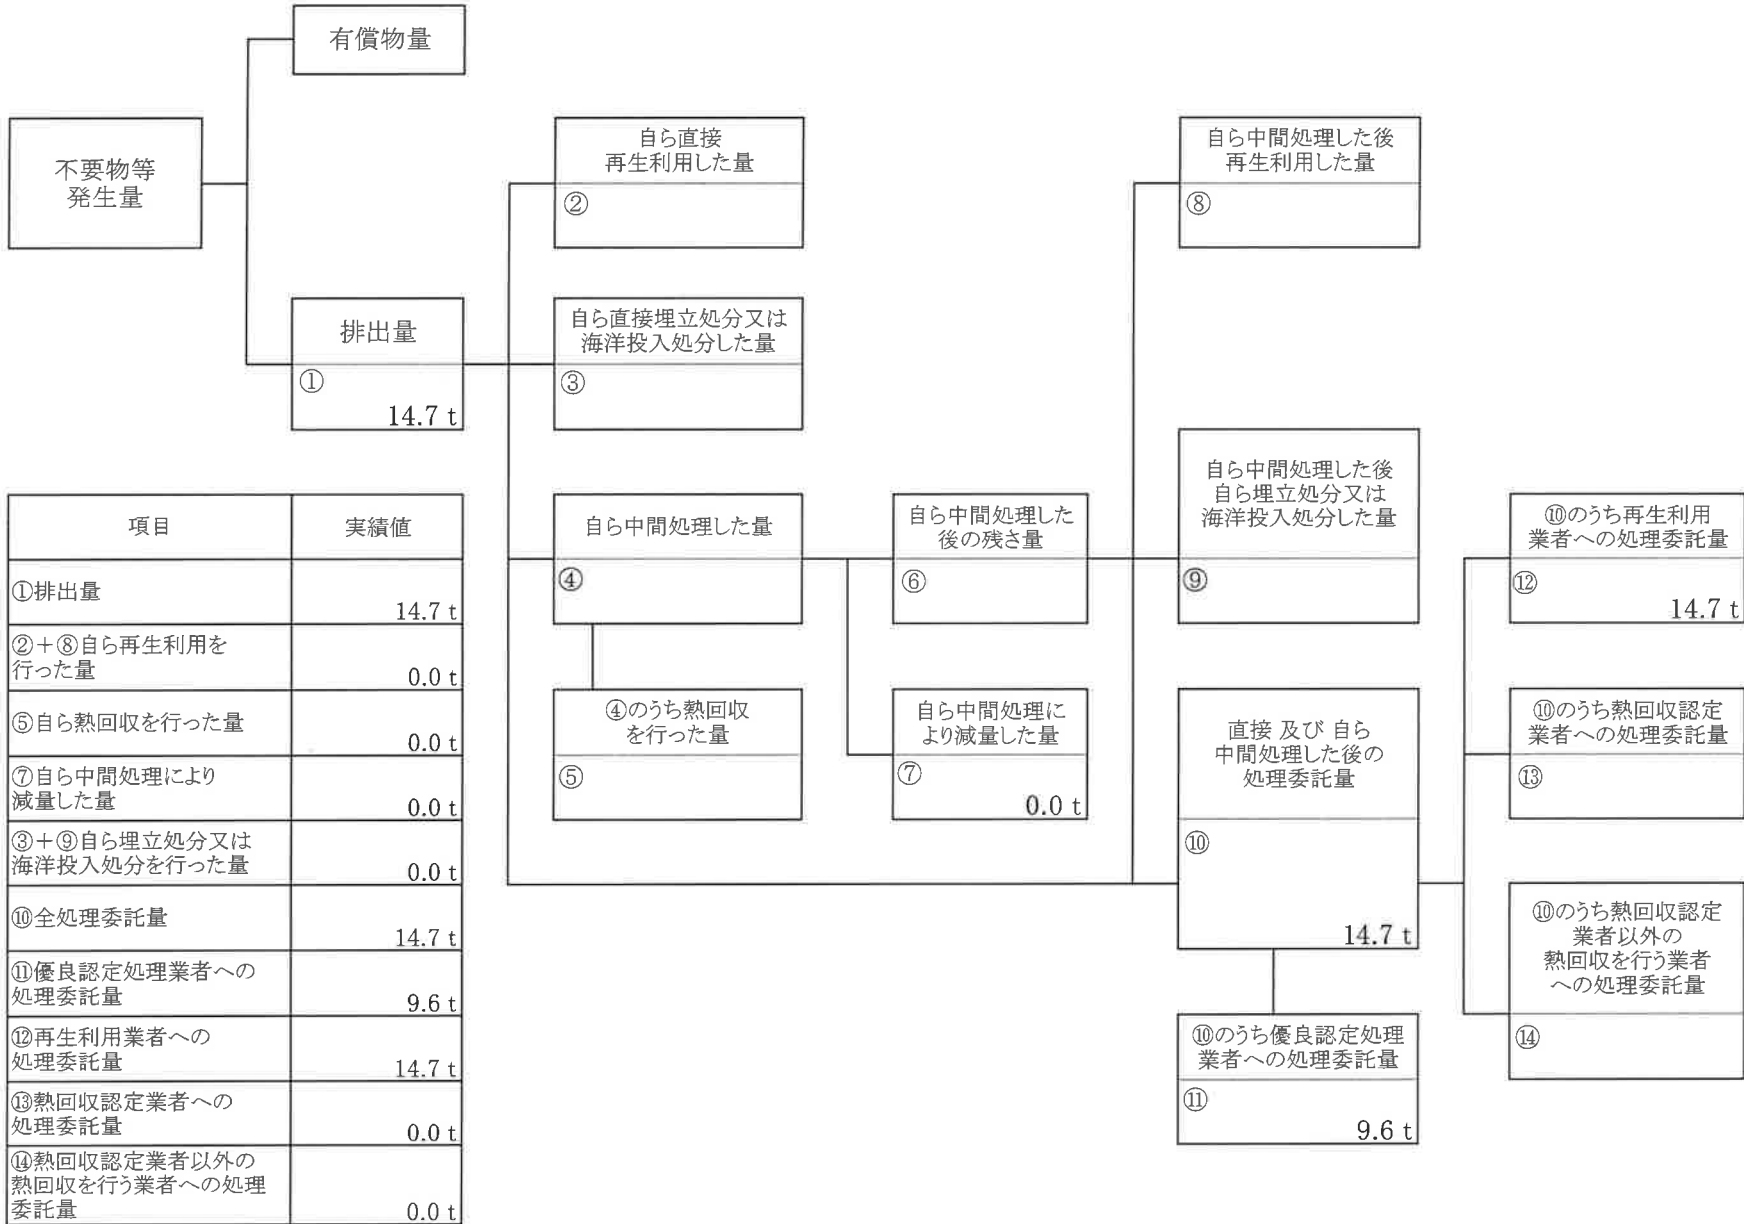 有償物量
不要物等
発生量
自ら直接
再生利用した量
②
自ら中間処理した後
再生利用した量
⑧
排出量
①
14.7 t
自ら直接埋立処分又は
海洋投入処分した量
③
自ら中間処理した量
④
自ら中間処理した
後の残さ量
⑥
自ら中間処理した後
自ら埋立処分又は
海洋投入処分した量
⑨
⑩のうち再生利用
業者への処理委託量
⑫
14.7 t
④のうち熱回収
を行った量
⑤
自ら中間処理に
より減量した量
⑦
0.0 t
直接 及び 自ら
中間処理した後の
処理委託量
⑩
14.7 t
⑩のうち熱回収認定
業者への処理委託量
⑬
⑩のうち熱回収認定
業者以外の
熱回収を行う業者
への処理委託量
⑭
⑩のうち優良認定処理
業者への処理委託量
⑪
9.6 t
項目 実績値
①排出量
14.7 t
②+⑧自ら再生利用を
行った量
0.0 t
⑤自ら熱回収を行った量
0.0 t
⑦自ら中間処理により
減量した量
0.0 t
③+⑨自ら埋立処分又は
海洋投入処分を行った量
0.0 t
⑩全処理委託量
14.7 t
⑪優良認定処理業者への
処理委託量
9.6 t
⑫再生利用業者への
処理委託量
14.7 t
⑬熱回収認定業者への
処理委託量
0.0 t
⑭熱回収認定業者以外の
熱回収を行う業者への処理
委託量
0.0 t